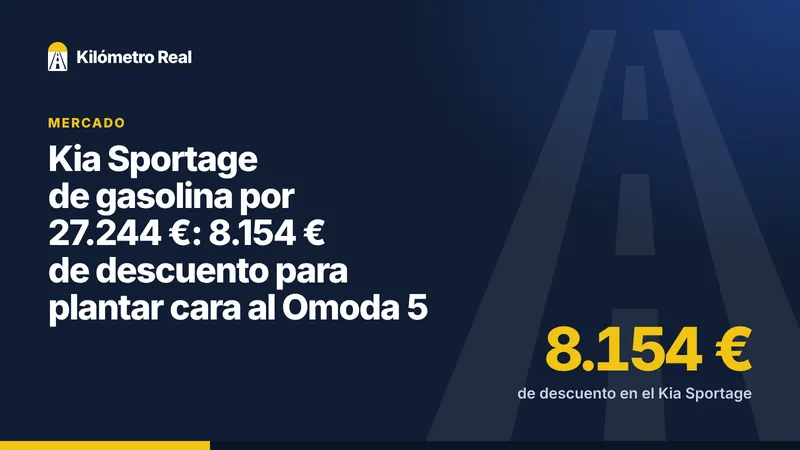 Kilómetro Real
MERCADO
Kia Sportage
de gasolina por
27.244 €: 8.154 €
de descuento para
plantar cara al Omoda 5
8.154 €
de descuento en el Kia Sportage